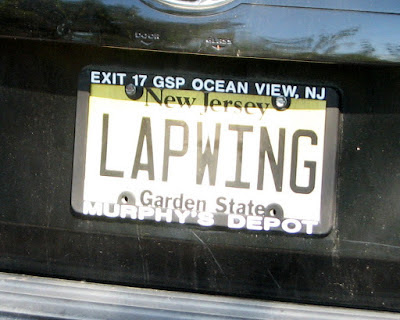 EXIT 17 GSP OCEAN VIEW, NJ
New Jersey
LAPWING
Garden State
MURPHY'S DEPOT